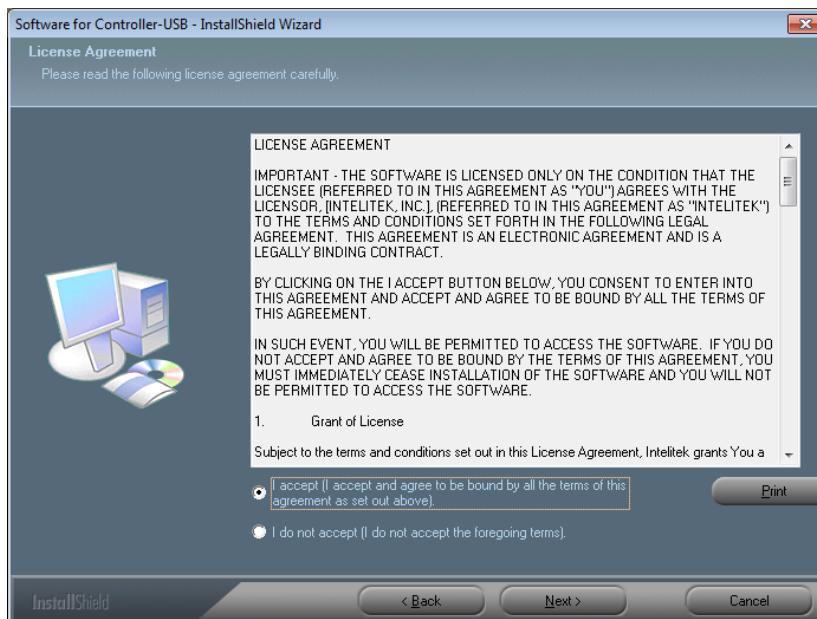 Software for Controller-USB - InstallShield Wizard
License Agreement
Please read the following license agreement carefully.
LICENSE AGREEMENT
IMPORTANT - THE SOFTWARE IS LICENSED ONLY ON THE CONDITION THAT THE
LICENSEE (REFERRED TO IN THIS AGREEMENT AS "YOU") AGREES WITH THE
LICENSOR, [INTELITEK, INC.], (REFERRED TO IN THIS AGREEMENT AS "INTELITEK")
TO THE TERMS AND CONDITIONS SET FORTH IN THE FOLLOWING LEGAL
AGREEMENT.  THIS AGREEMENT IS AN ELECTRONIC AGREEMENT AND IS A
LEGALLY BINDING CONTRACT.
BY CLICKING ON THE I ACCEPT BUTTON BELOW, YOU CONSENT TO ENTER INTO
THIS AGREEMENT AND ACCEPT AND AGREE TO BE BOUND BY ALL THE TERMS OF
THIS AGREEMENT.
IN SUCH EVENT, YOU WILL BE PERMITTED TO ACCESS THE SOFTWARE.  IF YOU DO
NOT ACCEPT AND AGREE TO BE BOUND BY THE TERMS OF THIS AGREEMENT, YOU
MUST IMMEDIATELY CEASE INSTALLATION OF THE SOFTWARE AND YOU WILL NOT
BE PERMITTED TO ACCESS THE SOFTWARE.
1. Grant of License
Subject to the terms and conditions set out in this License Agreement, Intelitek grants You a
I accept (I accept and agree to be bound by all the terms of this
agreement as set out above).
Print
I do not accept (I do not accept the foregoing terms).
InstallShield
< Back
Next >
Cancel